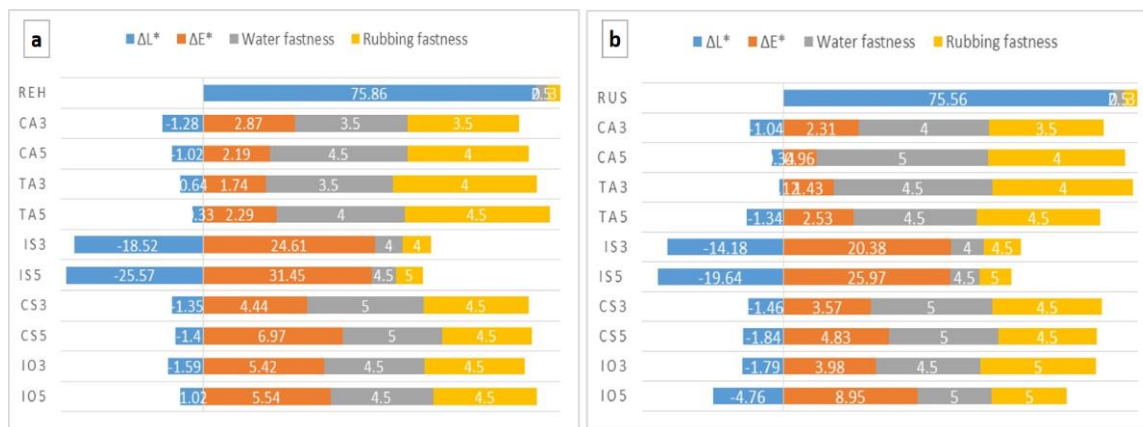 a
ΔL* ΔE* Water fastness Rubbing fastness
REH 75.86 3
CA3 -1.28 2.87 3.5 3.5
CA5 -1.02 2.19 4.5 4
TA3 0.64 1.74 3.5 4
TA5 .33 2.29 4 4.5
IS3 -18.52 24.61 4 4
IS5 -25.57 31.45 4.5 5
CS3 -1.35 4.44 5 4.5
CS5 -1.4 6.97 5 4.5
IO3 -1.59 5.42 4.5 4.5
IO5 1.02 5.54 4.5 4.5
b
ΔL* ΔE* Water fastness Rubbing fastness
RUS 75.56 3
CA3 -1.04 2.31 4 3.5
CA5 5 4
TA3 1.43 4.5 4
TA5 -1.34 2.53 4.5 4.5
IS3 -14.18 20.38 4 4.5
IS5 -19.64 25.97 4.5 5
CS3 -1.46 3.57 5 4.5
CS5 -1.84 4.83 5 4.5
IO3 -1.79 3.98 4.5 5
IO5 -4.76 8.95 5 5